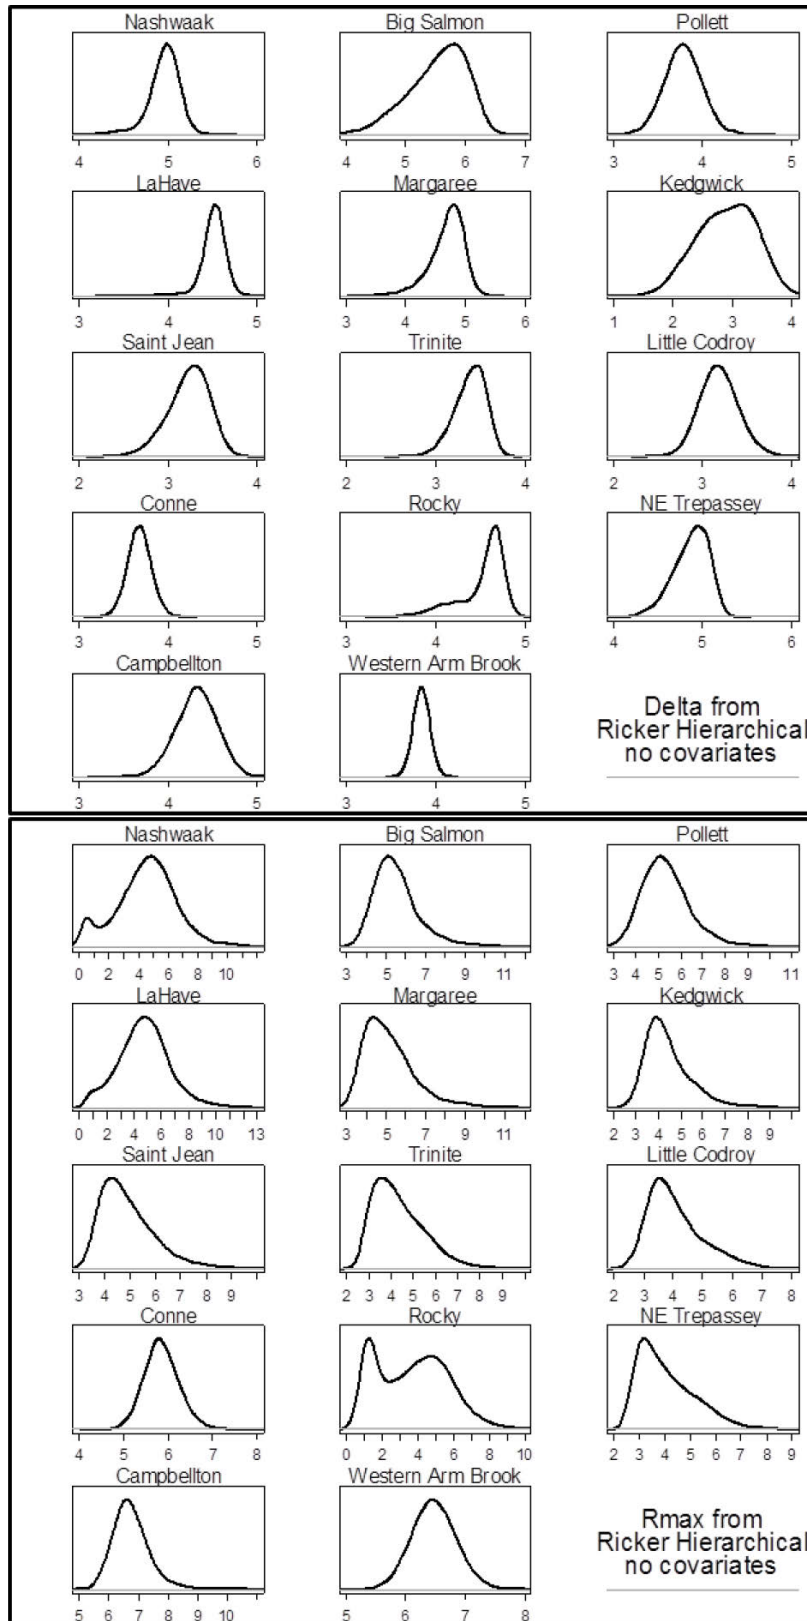 Nashwaak Big Salmon Pollett
4 5 6 4 5 6 7 3 4 5
LaHave Margaree Kedgwick
3 4 5 3 4 5 6 1 2 3 4
Saint Jean Trinite Little Codroy
2 3 4 2 3 4 2 3 4
Conne Rocky NE Trepassey
3 4 5 3 4 5 4 5 6
Campbellton Western Arm Brook
3 4 5 3 4 5
Delta from
Ricker Hierarchical
no covariates
Nashwaak Big Salmon Pollett
0 2 4 6 8 10 3 5 7 9 11 3 4 5 6 7 8 9 11
LaHave Margaree Kedgwick
0 2 4 6 8 10 13 3 5 7 9 11 2 3 4 5 6 7 8 9
Saint Jean Trinite Little Codroy
3 4 5 6 7 8 9 2 3 4 5 6 7 8 9 2 3 4 5 6 7 8
Conne Rocky NE Trepassey
4 5 6 7 8 0 2 4 6 8 10 2 3 4 5 6 7 8 9
Campbellton Western Arm Brook
5 6 7 8 9 10 5 6 7 8
Rmax from
Ricker Hierarchical
no covariates